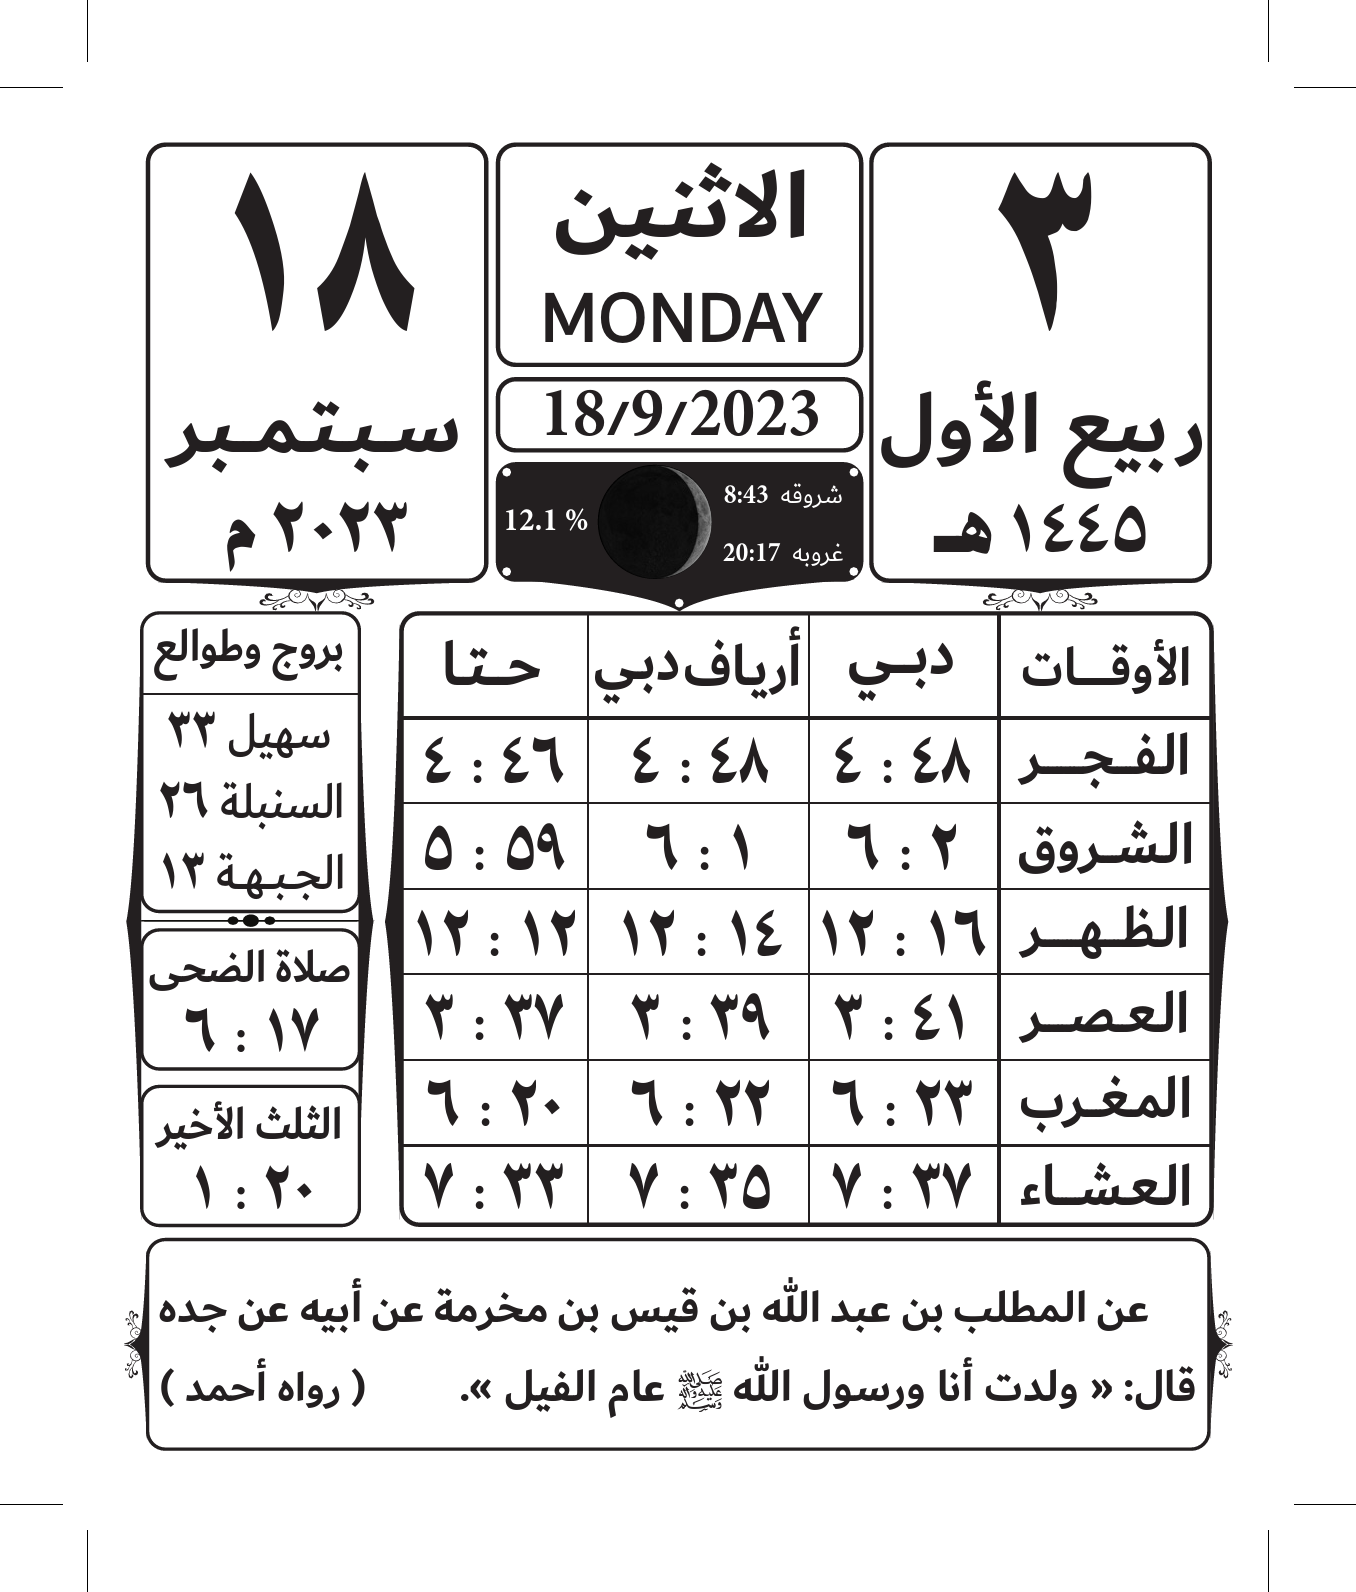 ٣
ربيع الأول
١٤٤٥ هـ
الاثنين
MONDAY
18/9/2023
شروقه 8:43
غروبه 20:17
12.1 %
١٨
سبتمبر
٢٠٢٣ م
الأوقات دبي أرياف دبي حتا
الفجر ٤٨ : ٤ ٤٨ : ٤ ٤٦ : ٤
الشروق ٢ : ٦ ١ : ٦ ٥٩ : ٥
الظهر ١٦ : ١٢ ١٤ : ١٢ ١٢ : ١٢
العصر ٤١ : ٣ ٣٩ : ٣ ٣٧ : ٣
المغرب ٢٣ : ٦ ٢٢ : ٦ ٢٠ : ٦
العشاء ٣٧ : ٧ ٣٥ : ٧ ٣٣ : ٧
بروج وطوالع
سهيل ٣٣
السنبلة ٢٦
الجبهة ١٣
صلاة الضحى
١٧ : ٦
الثلث الأخير
٢٠ : ١
عن المطلب بن عبد الله بن قيس بن مخرمة عن أبيه عن جده
قال: « ولدت أنا ورسول الله ﷺ عام الفيل ». ( رواه أحمد )